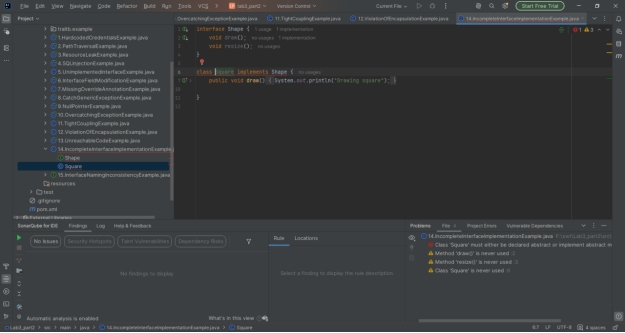 File Edit View Navigate Code Refactor Build Run Tools VCS Window Help lab3_part2 Version Control Current File Start Free Trial
Project
OvercatchingExceptionExample.java 11.TightCouplingExample.java 12.ViolationOfEncapsulationExample.java 14.IncompleteInterfaceImplementationExample.java
1.HardcodedCredentialsExample.java
2.PathTraversalExample.java
3.ResourceLeakExample.java
4.SQLInjectionExample.java
5.UnimplementedInterfaceExample.java
6.InterfaceFieldModificationExample.java
7.MissingOverrideAnnotationExample.java
8.CatchGenericExceptionExample.java
9.NullPointerExample.java
10.OvercatchingExceptionExample.java
11.TightCouplingExample.java
12.ViolationOfEncapsulationExample.java
13.UnreachableCodeExample.java
14.IncompleteInterfaceImplementationExample
Shape
Square
15.InterfaceNamingInconsistencyExample.java
resources
test
.gitignore
pom.xml
External Libraries
interface Shape { 1 usage 1 implementation
void draw(); no usages 1 implementation
void resize(); no usages
}
class Square implements Shape { no usages
public void draw() { System.out.println("Drawing square"); }
}
SonarQube for IDE Findings Log Help & Feedback
No Issues Security Hotspots Taint Vulnerabilities Dependency Risks
No findings to display
Rule Locations
Select a finding to display the rule description
Automatic analysis is enabled What's in this view
Problems File Project Errors Vulnerable Dependencies
14.IncompleteInterfaceImplementationExample.java
Class 'Square' must either be declared abstract or implement abstract m
Method 'draw()' is never used
Method 'resize()' is never used
Class 'Square' is never used
src main java 14.IncompleteInterfaceImplementationExample.java Square
LF UTF-8 4 spaces